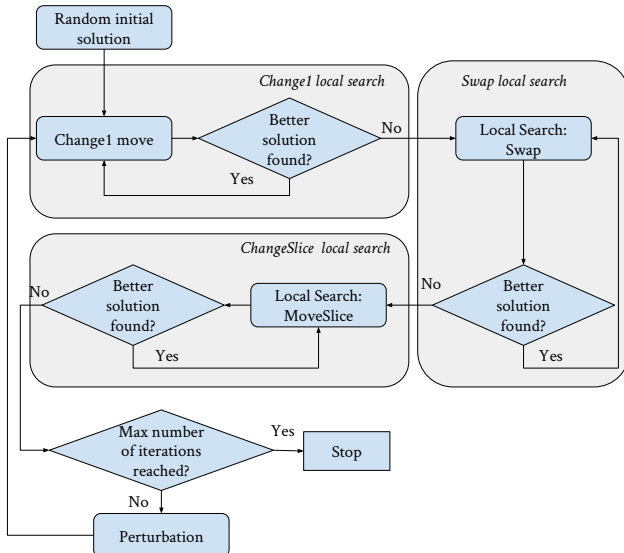 Random initial
solution
Change1 local search
Change1 move
Better
solution
found?
Yes
No
Swap local search
Local Search:
Swap
Better
solution
found?
Yes
No
ChangeSlice local search
Local Search:
MoveSlice
Better
solution
found?
Yes
No
Max number
of iterations
reached?
Yes
Stop
No
Perturbation